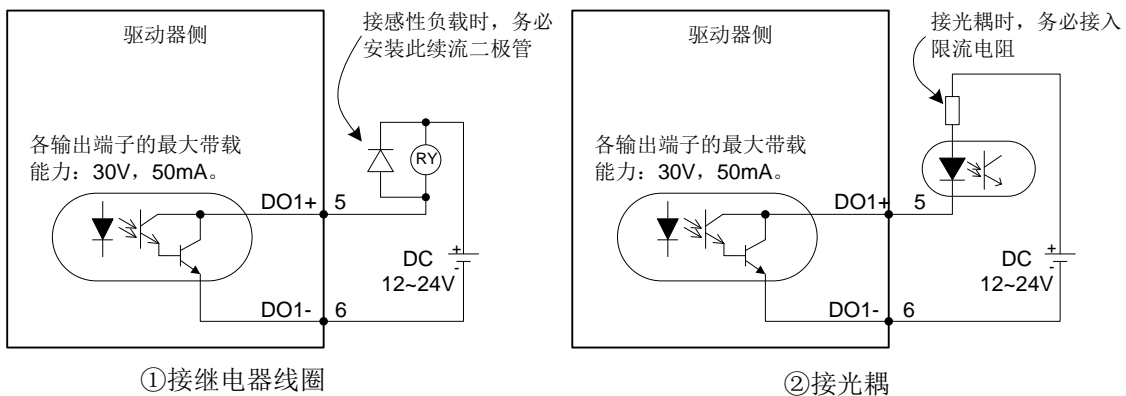 驱动器侧
接感性负载时，务必
安装此续流二极管
各输出端子的最大带载
能力：30V，50mA。
RY
DO1+ 5
+
DC
-
12~24V
DO1- 6
①接继电器线圈
驱动器侧
接光耦时，务必接入
限流电阻
各输出端子的最大带载
能力：30V，50mA。
DO1+ 5
+
DC
-
12~24V
DO1- 6
②接光耦